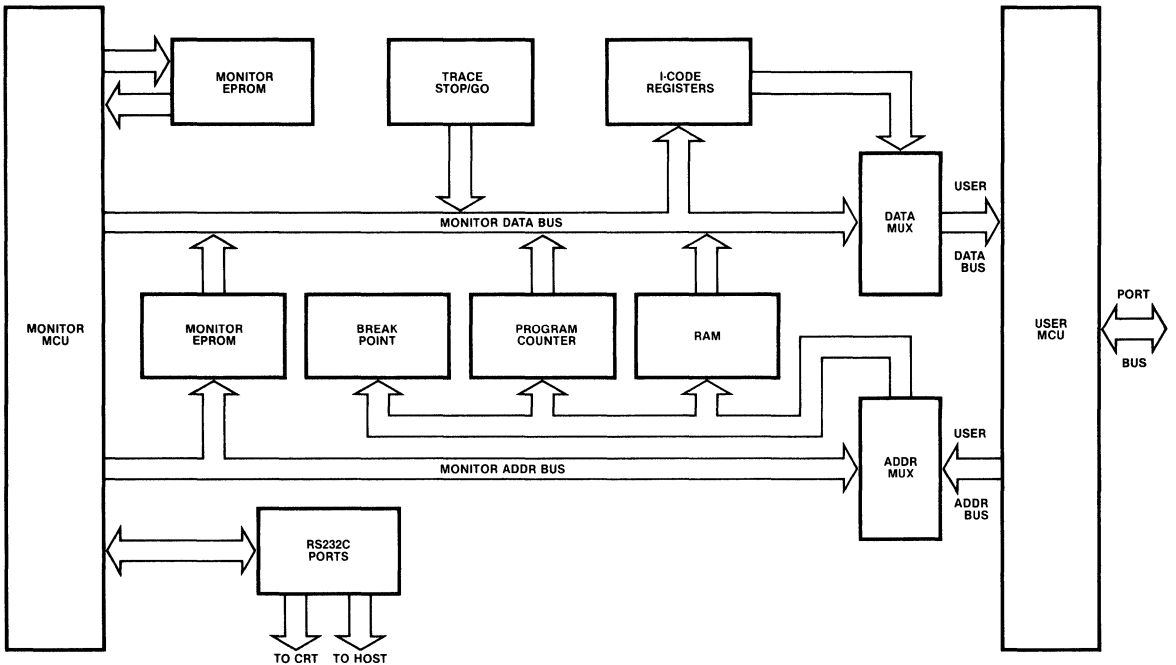 MONITOR
EPROM
TRACE
STOP/GO
I-CODE
REGISTERS
MONITOR DATA BUS
DATA
MUX
USER
DATA
BUS
MONITOR
MCU
MONITOR
EPROM
BREAK
POINT
PROGRAM
COUNTER
RAM
USER
MCU
PORT
BUS
MONITOR ADDR BUS
ADDR
MUX
USER
ADDR
BUS
RS232C
PORTS
TO CRT
TO HOST